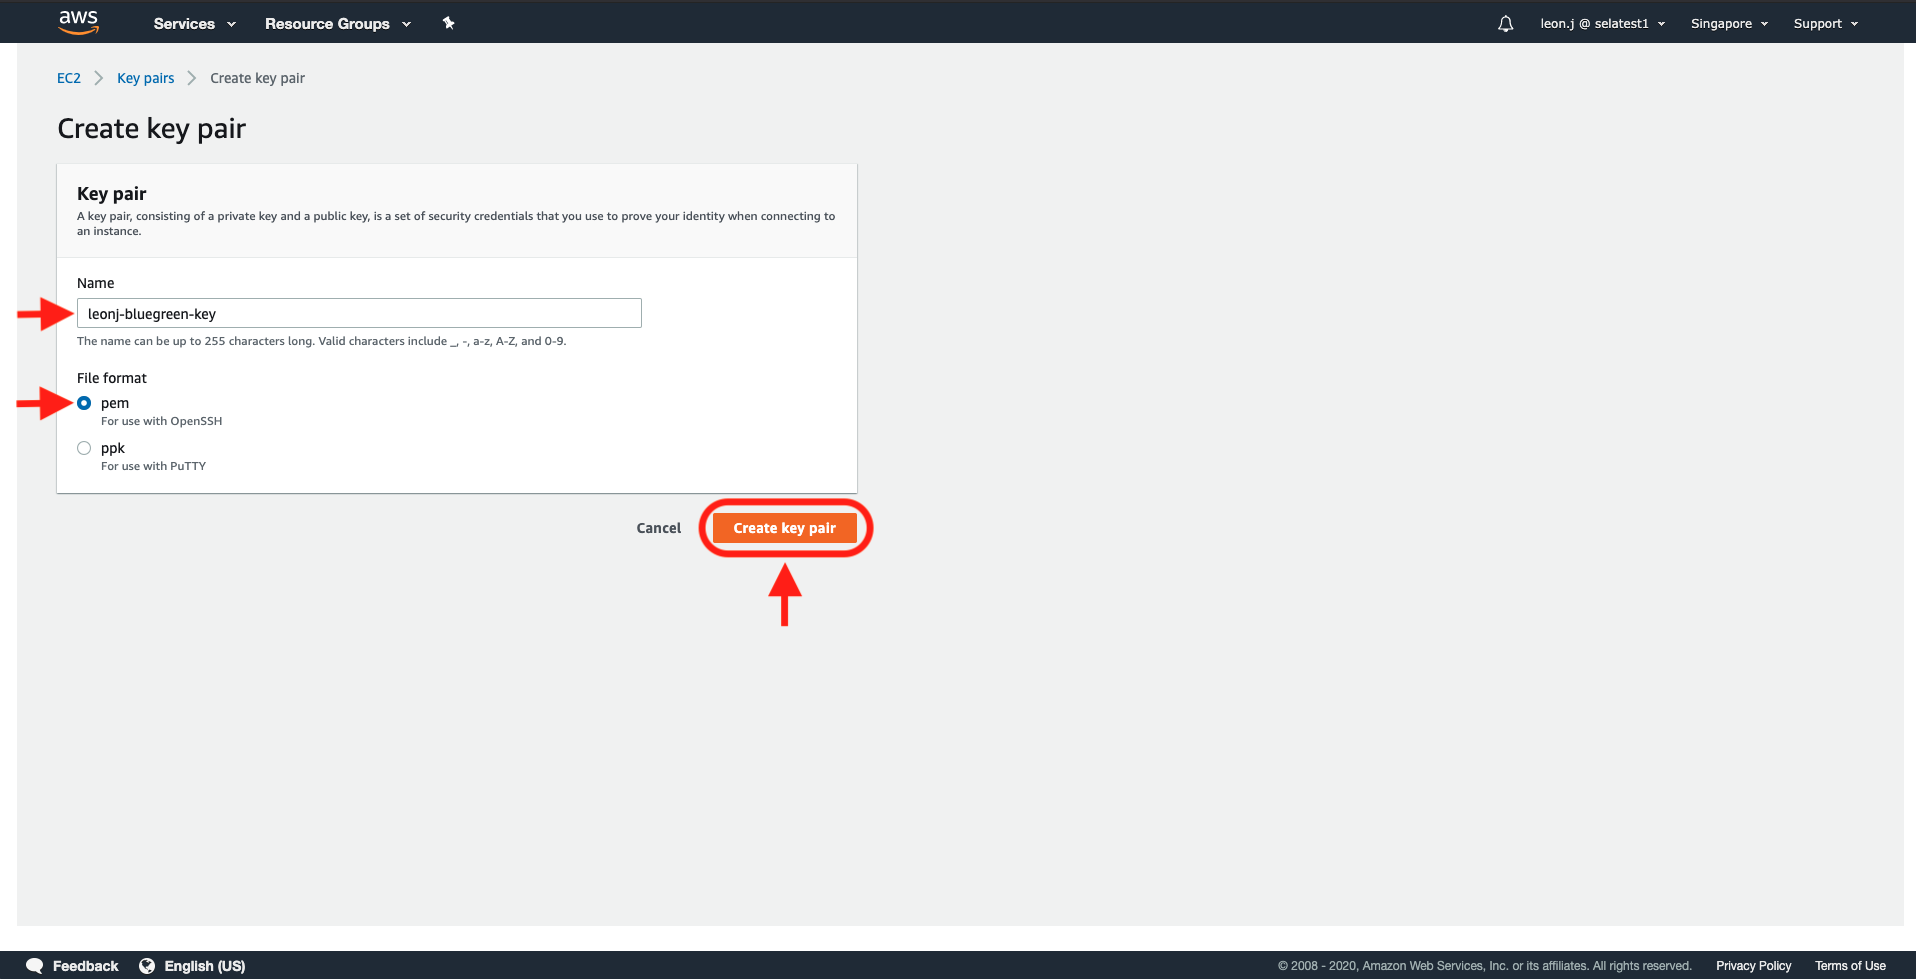 aws Services Resource Groups leon.j @ selatest1 Singapore Support
EC2 Key pairs Create key pair
Create key pair
Key pair
A key pair, consisting of a private key and a public key, is a set of security credentials that you use to prove your identity when connecting to
an instance.
Name
leonj-bluegreen-key
The name can be up to 255 characters long. Valid characters include _, -, a-z, A-Z, and 0-9.
File format
pem
For use with OpenSSH
ppk
For use with PuTTY
Cancel Create key pair
Feedback English (US) © 2008 - 2020, Amazon Web Services, Inc. or its affiliates. All rights reserved. Privacy Policy Terms of Use